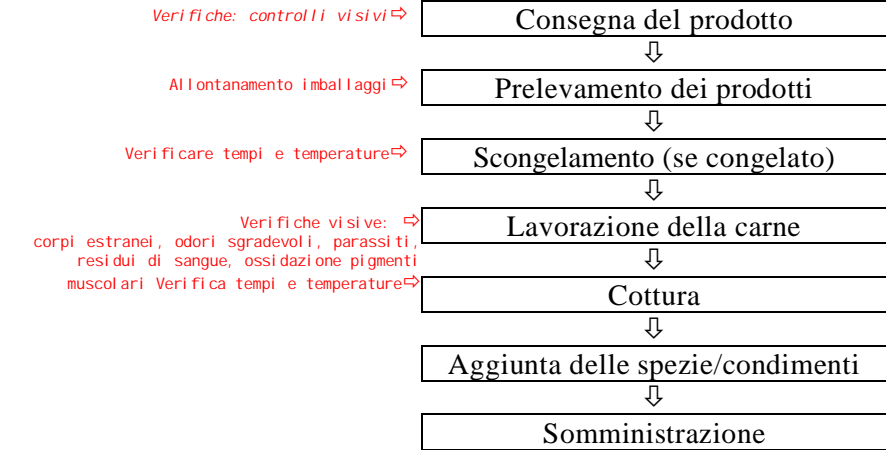 Verifiche: controlli visivi⇨ Consegna del prodotto
⇩
Allontanamento imballaggi⇨ Prelevamento dei prodotti
⇩
Verificare tempi e temperature⇨ Scongelamento (se congelato)
⇩
Verifiche visive: ⇨ Lavorazione della carne
corpi estranei, odori sgradevoli, parassiti,
residui di sangue, ossidazione pigmenti
⇩
muscolari Verifica tempi e temperature⇨ Cottura
⇩
Aggiunta delle spezie/condimenti
⇩
Somministrazione